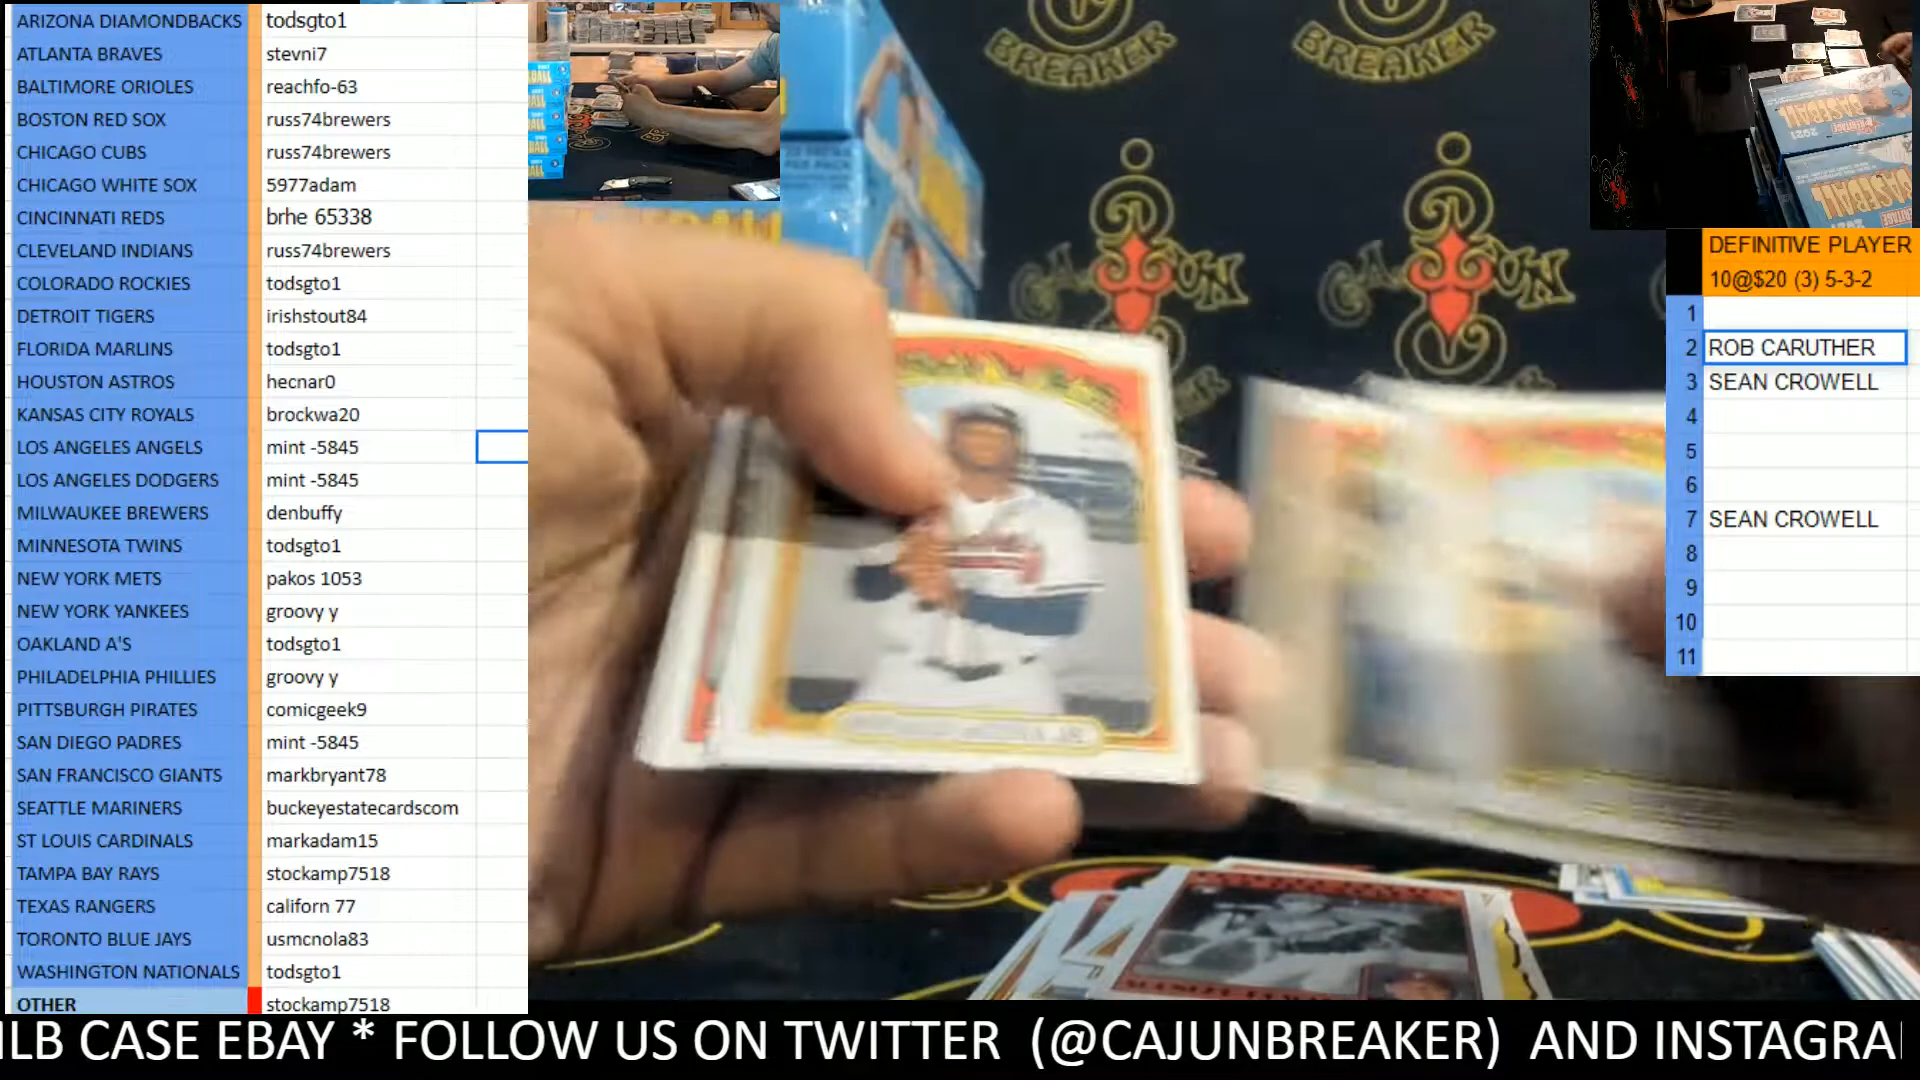 ARIZONA DIAMONDBACKS todsgto1
ATLANTA BRAVES stevni7
BALTIMORE ORIOLES reachfo-63
BOSTON RED SOX russ74brewers
CHICAGO CUBS russ74brewers
CHICAGO WHITE SOX 5977adam
CINCINNATI REDS brhe 65338
CLEVELAND INDIANS russ74brewers
COLORADO ROCKIES todsgto1
DETROIT TIGERS irishstout84
FLORIDA MARLINS todsgto1
HOUSTON ASTROS hecnar0
KANSAS CITY ROYALS brockwa20
LOS ANGELES ANGELS mint -5845
LOS ANGELES DODGERS mint -5845
MILWAUKEE BREWERS denbuffy
MINNESOTA TWINS todsgto1
NEW YORK METS pakos 1053
NEW YORK YANKEES groovy y
OAKLAND A'S todsgto1
PHILADELPHIA PHILLIES groovy y
PITTSBURGH PIRATES comicgeek9
SAN DIEGO PADRES mint -5845
SAN FRANCISCO GIANTS markbryant78
SEATTLE MARINERS buckeyestatecardscom
ST LOUIS CARDINALS markadam15
TAMPA BAY RAYS stockamp7518
TEXAS RANGERS californ 77
TORONTO BLUE JAYS usmcnola83
WASHINGTON NATIONALS todsgto1
OTHER stockamp7518
BREAKER
BREAKER
BASEBALL
2021
BASEBALL
2021
DEFINITIVE PLAYER
10@$20 (3) 5-3-2
1
2 ROB CARUTHER
3 SEAN CROWELL
4
5
6
7 SEAN CROWELL
8
9
10
11
MLB CASE EBAY * FOLLOW US ON TWITTER (@CAJUNBREAKER) AND INSTAGRA